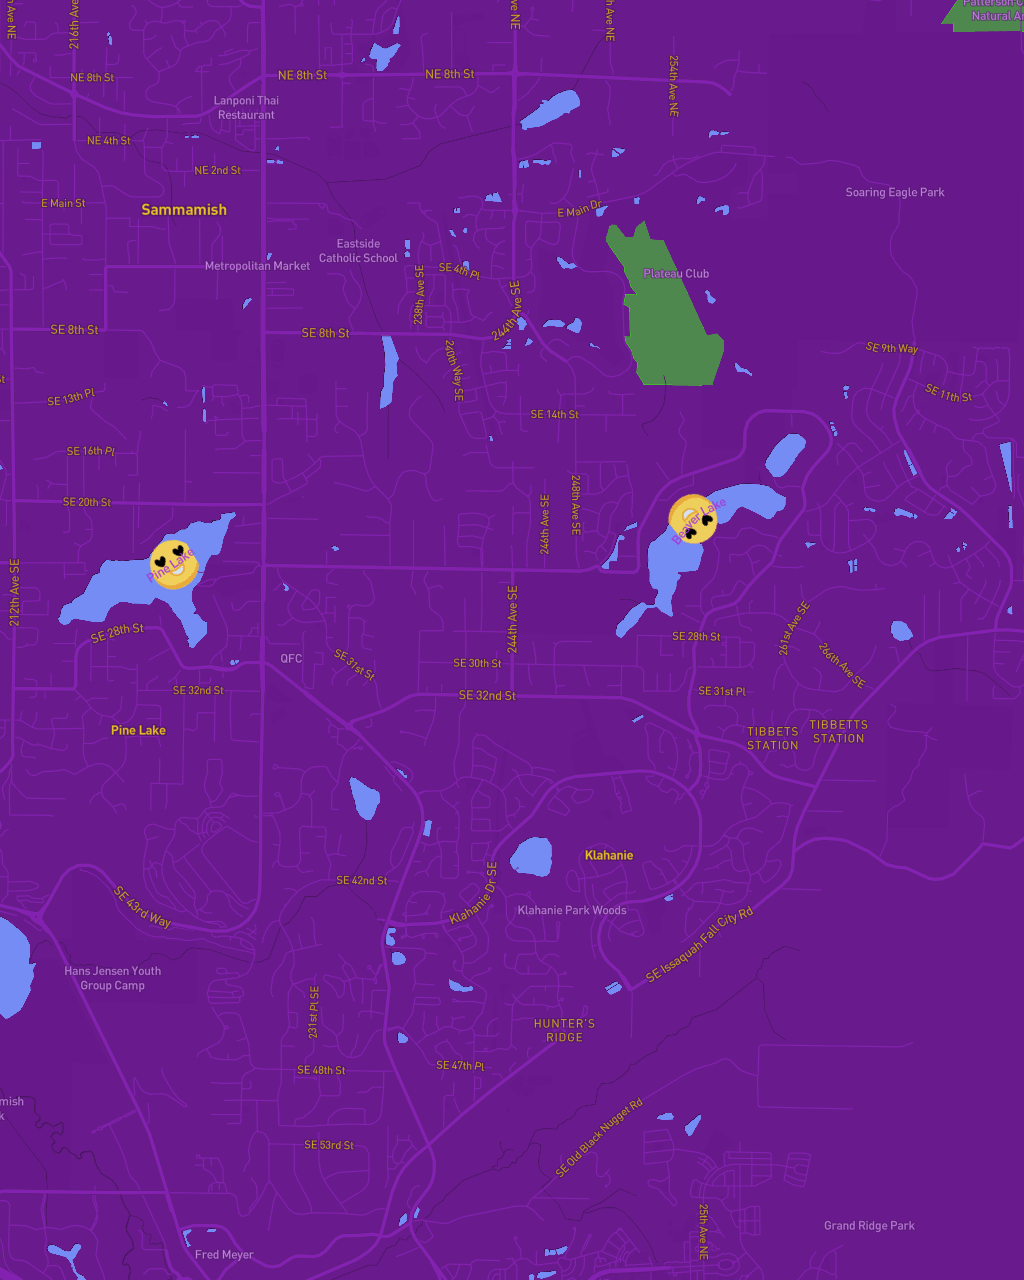 216th Ave
Patterson C
Natural Ar
NE 8th St
NE 8th St
NE 8th St
254th Ave NE
Lanponi Thai
Restaurant
NE 4th St
NE 2nd St
E Main St
Sammamish
Soaring Eagle Park
E Main Dr
Eastside
Catholic School
Metropolitan Market
238th Ave SE
SE 4th Pl
Plateau Club
244th Ave SE
SE 8th St
SE 8th St
240th Way SE
SE 9th Way
SE 11th St
SE 13th Pl
SE 14th St
SE 16th Pl
SE 20th St
246th Ave SE
248th Ave SE
Beaver Lake
Pine Lake
212th Ave SE
244th Ave SE
SE 28th St
SE 28th St
261st Ave SE
266th Ave SE
QFC
SE 31st St
SE 30th St
SE 32nd St
SE 32nd St
SE 31st Pl
Pine Lake
TIBBETS
STATION
TIBBETTS
STATION
Klahanie
SE 42nd St
SE 43rd Way
Klahanie Dr SE
Klahanie Park Woods
SE Issaquah Fall City Rd
Hans Jensen Youth
Group Camp
231st Pl SE
HUNTER'S
RIDGE
SE 48th St
SE 47th Pl
mish
k
SE Old Black Nugget Rd
SE 53rd St
25th Ave NE
Grand Ridge Park
Fred Meyer